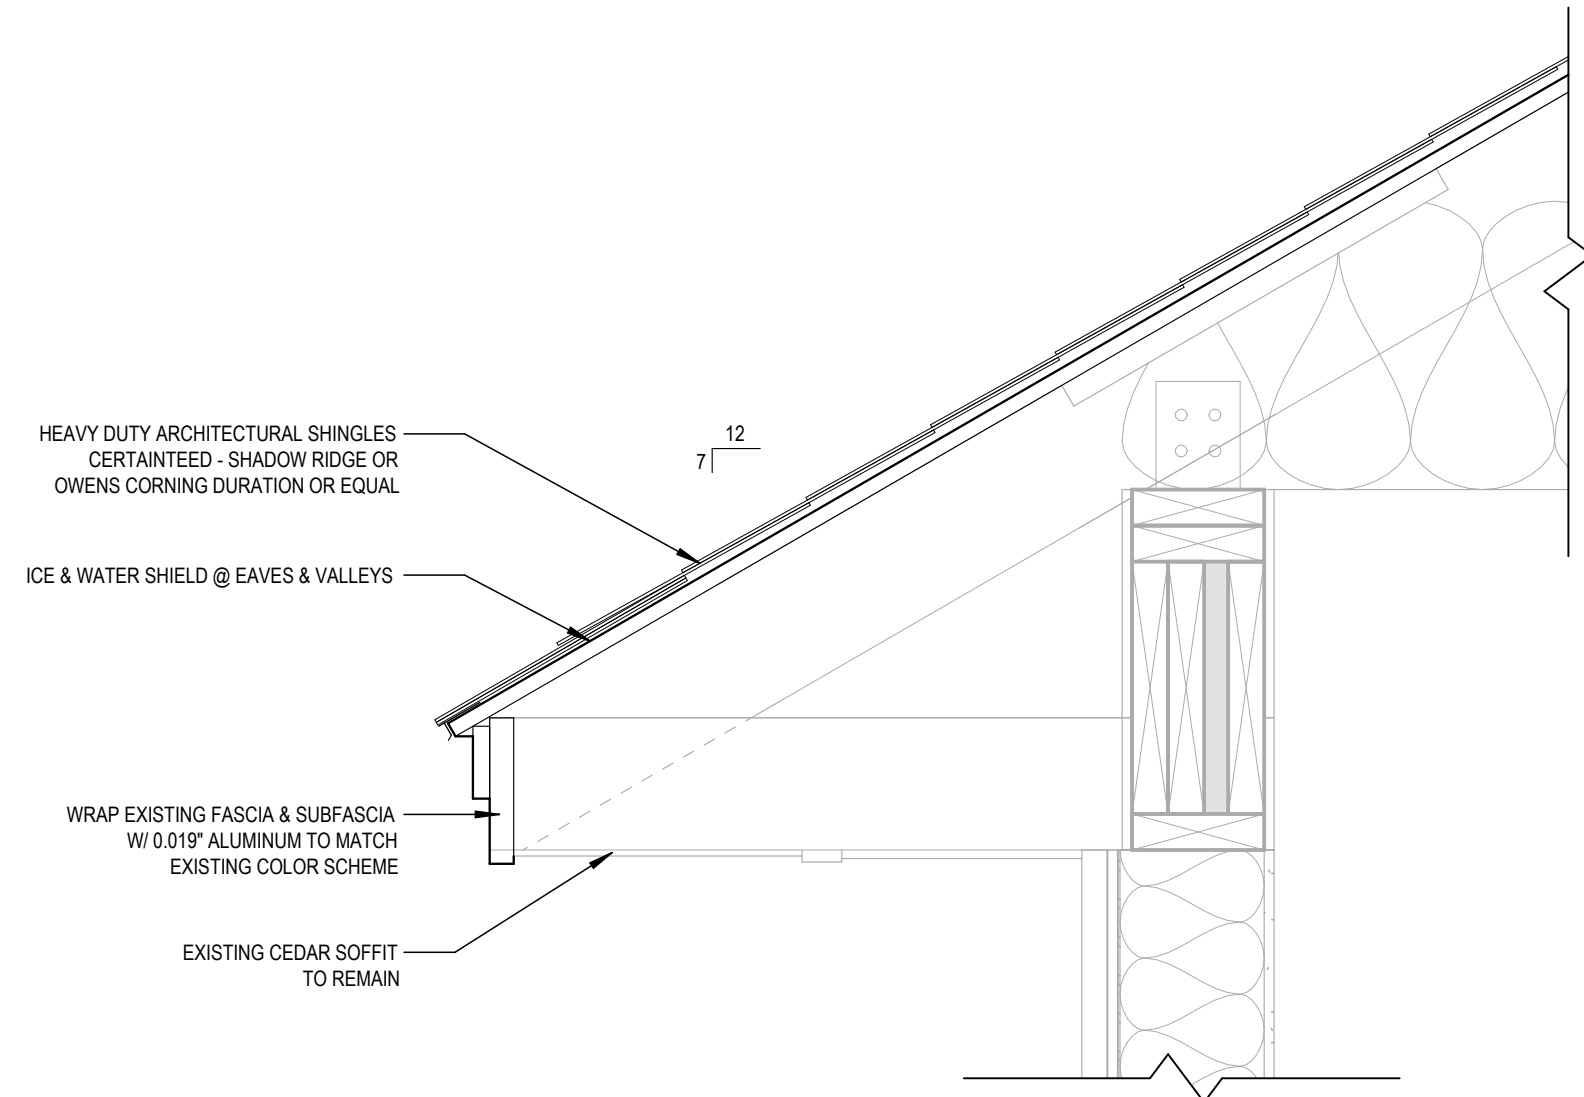 12
7
HEAVY DUTY ARCHITECTURAL SHINGLES
CERTAINTEED - SHADOW RIDGE OR
OWENS CORNING DURATION OR EQUAL
ICE & WATER SHIELD @ EAVES & VALLEYS
WRAP EXISTING FASCIA & SUBFASCIA
W/ 0.019" ALUMINUM TO MATCH
EXISTING COLOR SCHEME
EXISTING CEDAR SOFFIT
TO REMAIN